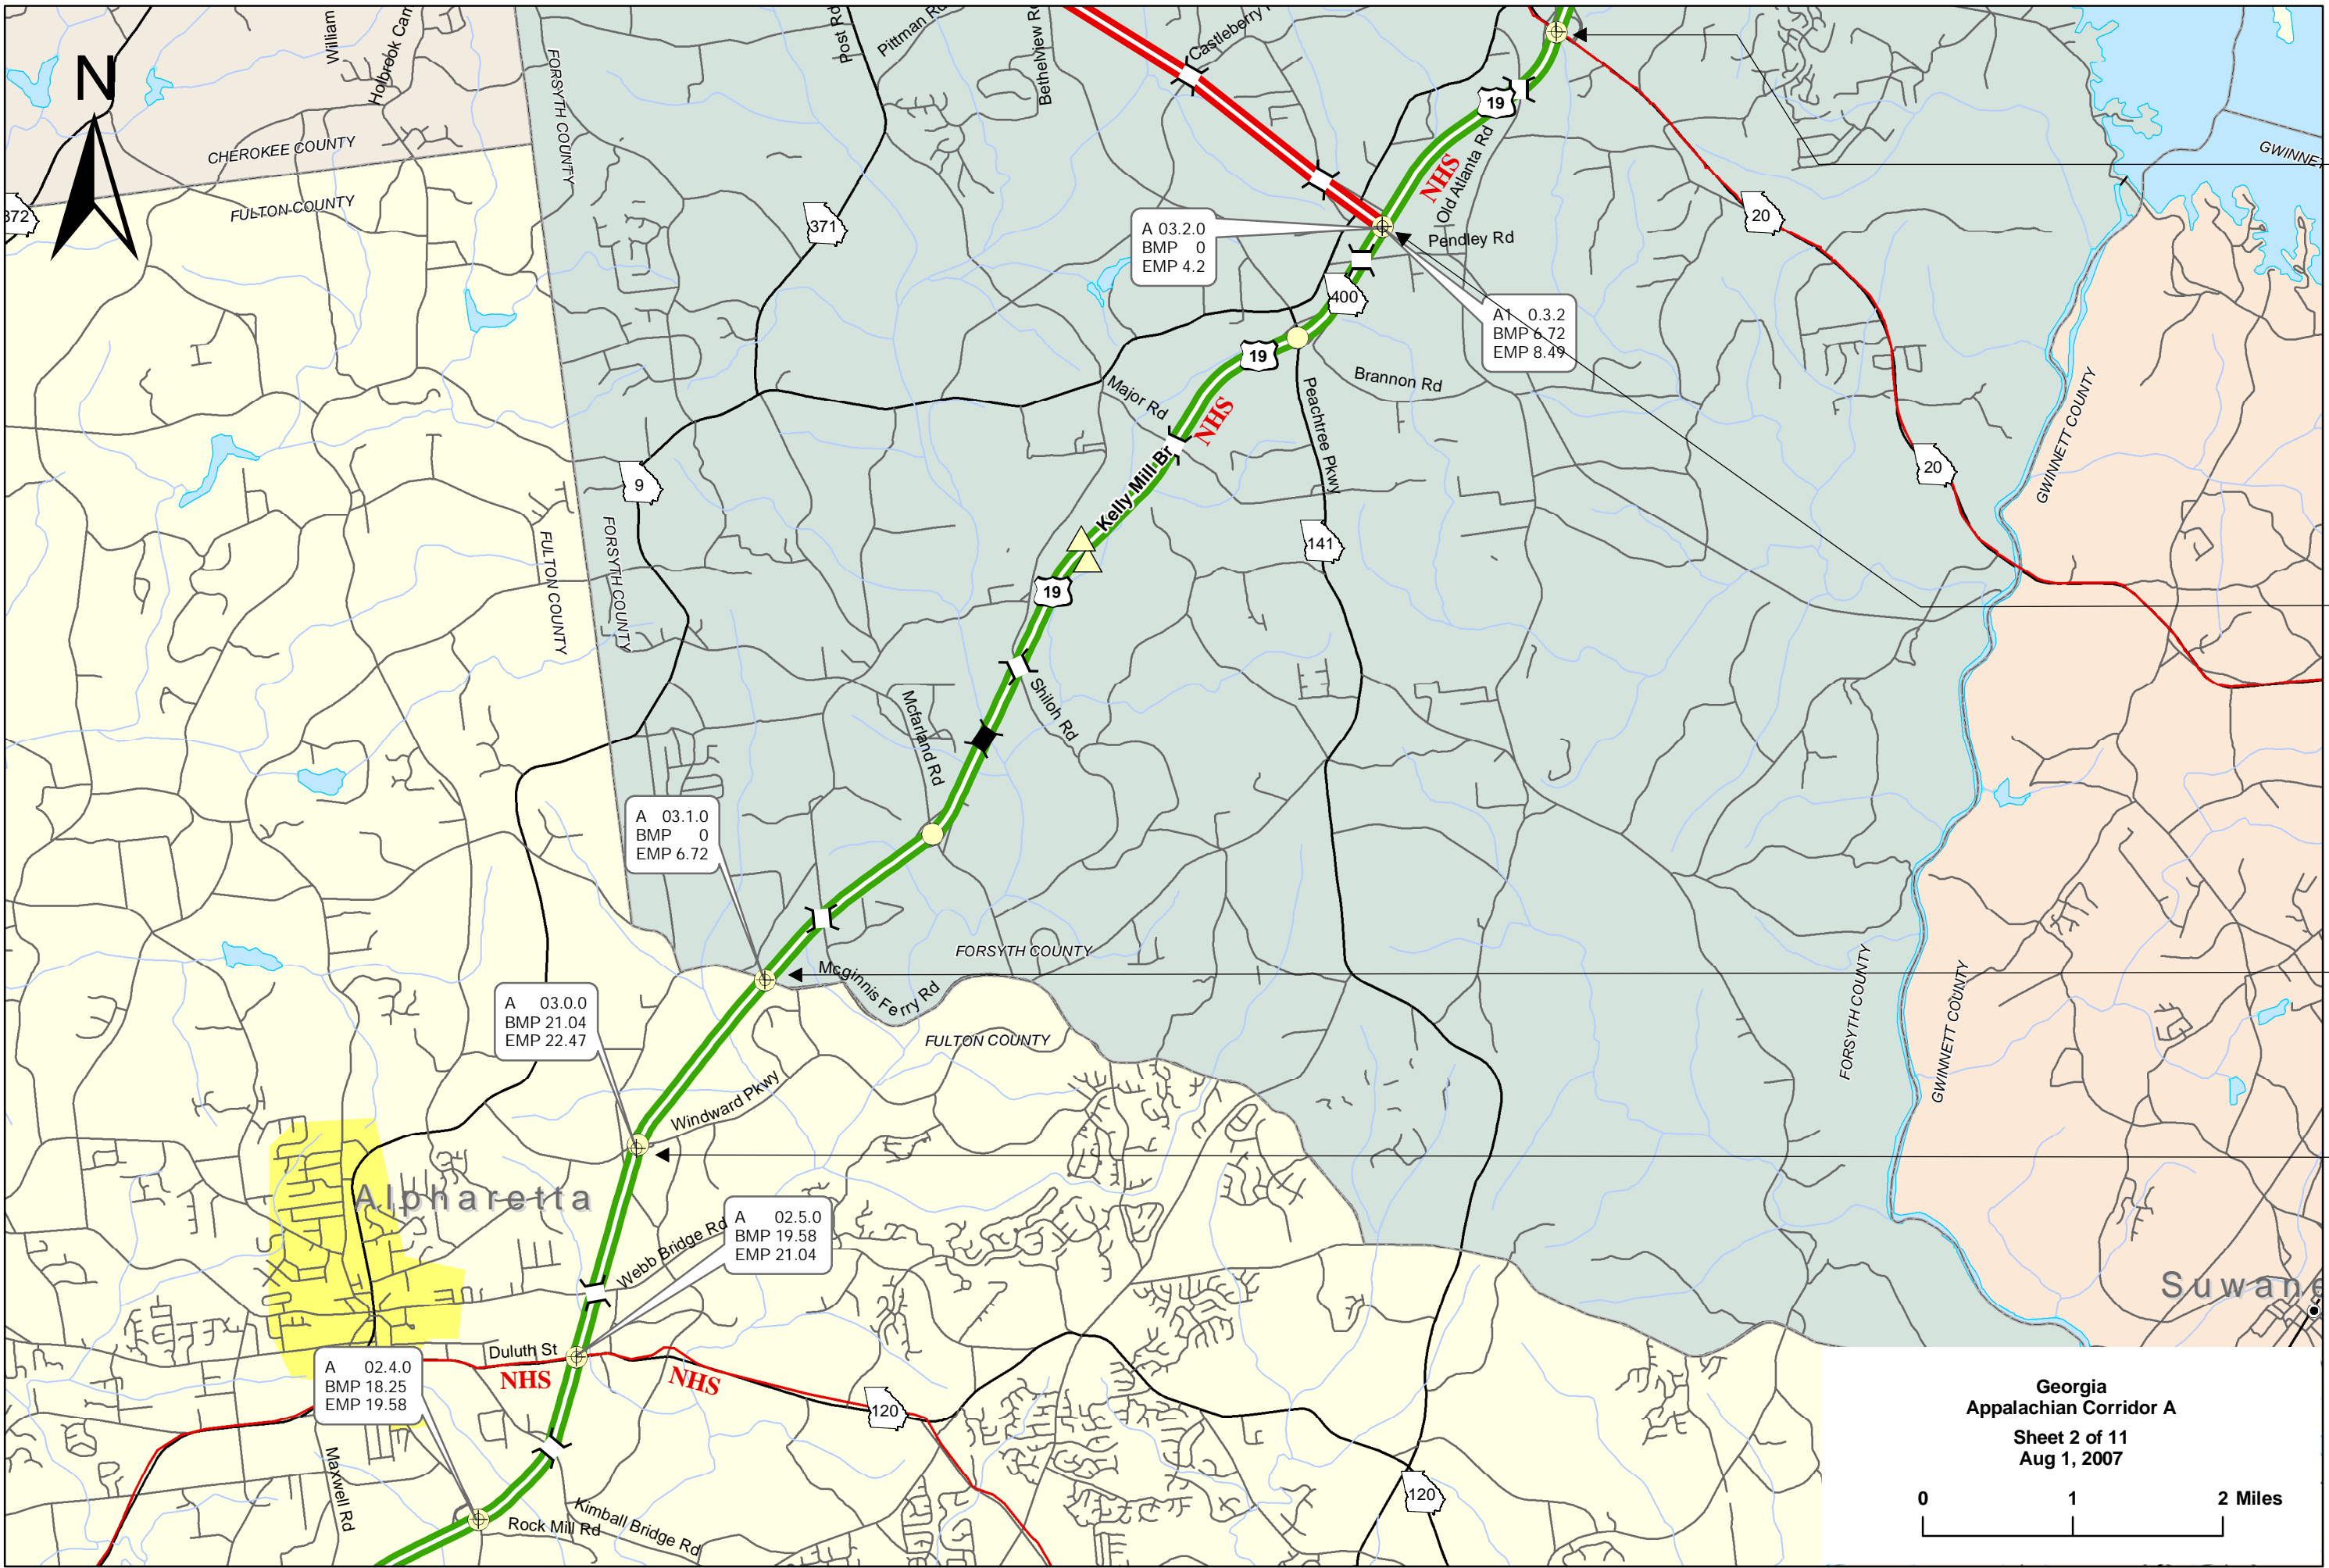 William
Holbrook Cam
Post Rd
Pittman Rd
Bethelview Rd
Castleberry
N
FORSYTH COUNTY
CHEROKEE COUNTY
FULTON COUNTY
372
371
19
NHS
Old Atlanta Rd
GWINNET
20
A 03.2.0
BMP 0
EMP 4.2
Pendley Rd
400
A1 0.3.2
BMP 6.72
EMP 8.49
19
Major Rd
NHS
Brannon Rd
Peachtree Pkwy
Kelly Mill Br
9
141
20
GWINNETT COUNTY
FULTON COUNTY
FORSYTH COUNTY
19
Shiloh Rd
Mcfarland Rd
A 03.1.0
BMP 0
EMP 6.72
FORSYTH COUNTY
Mcginnis Ferry Rd
FULTON COUNTY
A 03.0.0
BMP 21.04
EMP 22.47
FORSYTH COUNTY
GWINNETT COUNTY
Windward Pkwy
Alpharetta
Webb Bridge Rd
A 02.5.0
BMP 19.58
EMP 21.04
Suwane
Duluth St
NHS
NHS
A 02.4.0
BMP 18.25
EMP 19.58
120
Maxwell Rd
Rock Mill Rd
Kimball Bridge Rd
120
Georgia
Appalachian Corridor A
Sheet 2 of 11
Aug 1, 2007
0 1 2 Miles